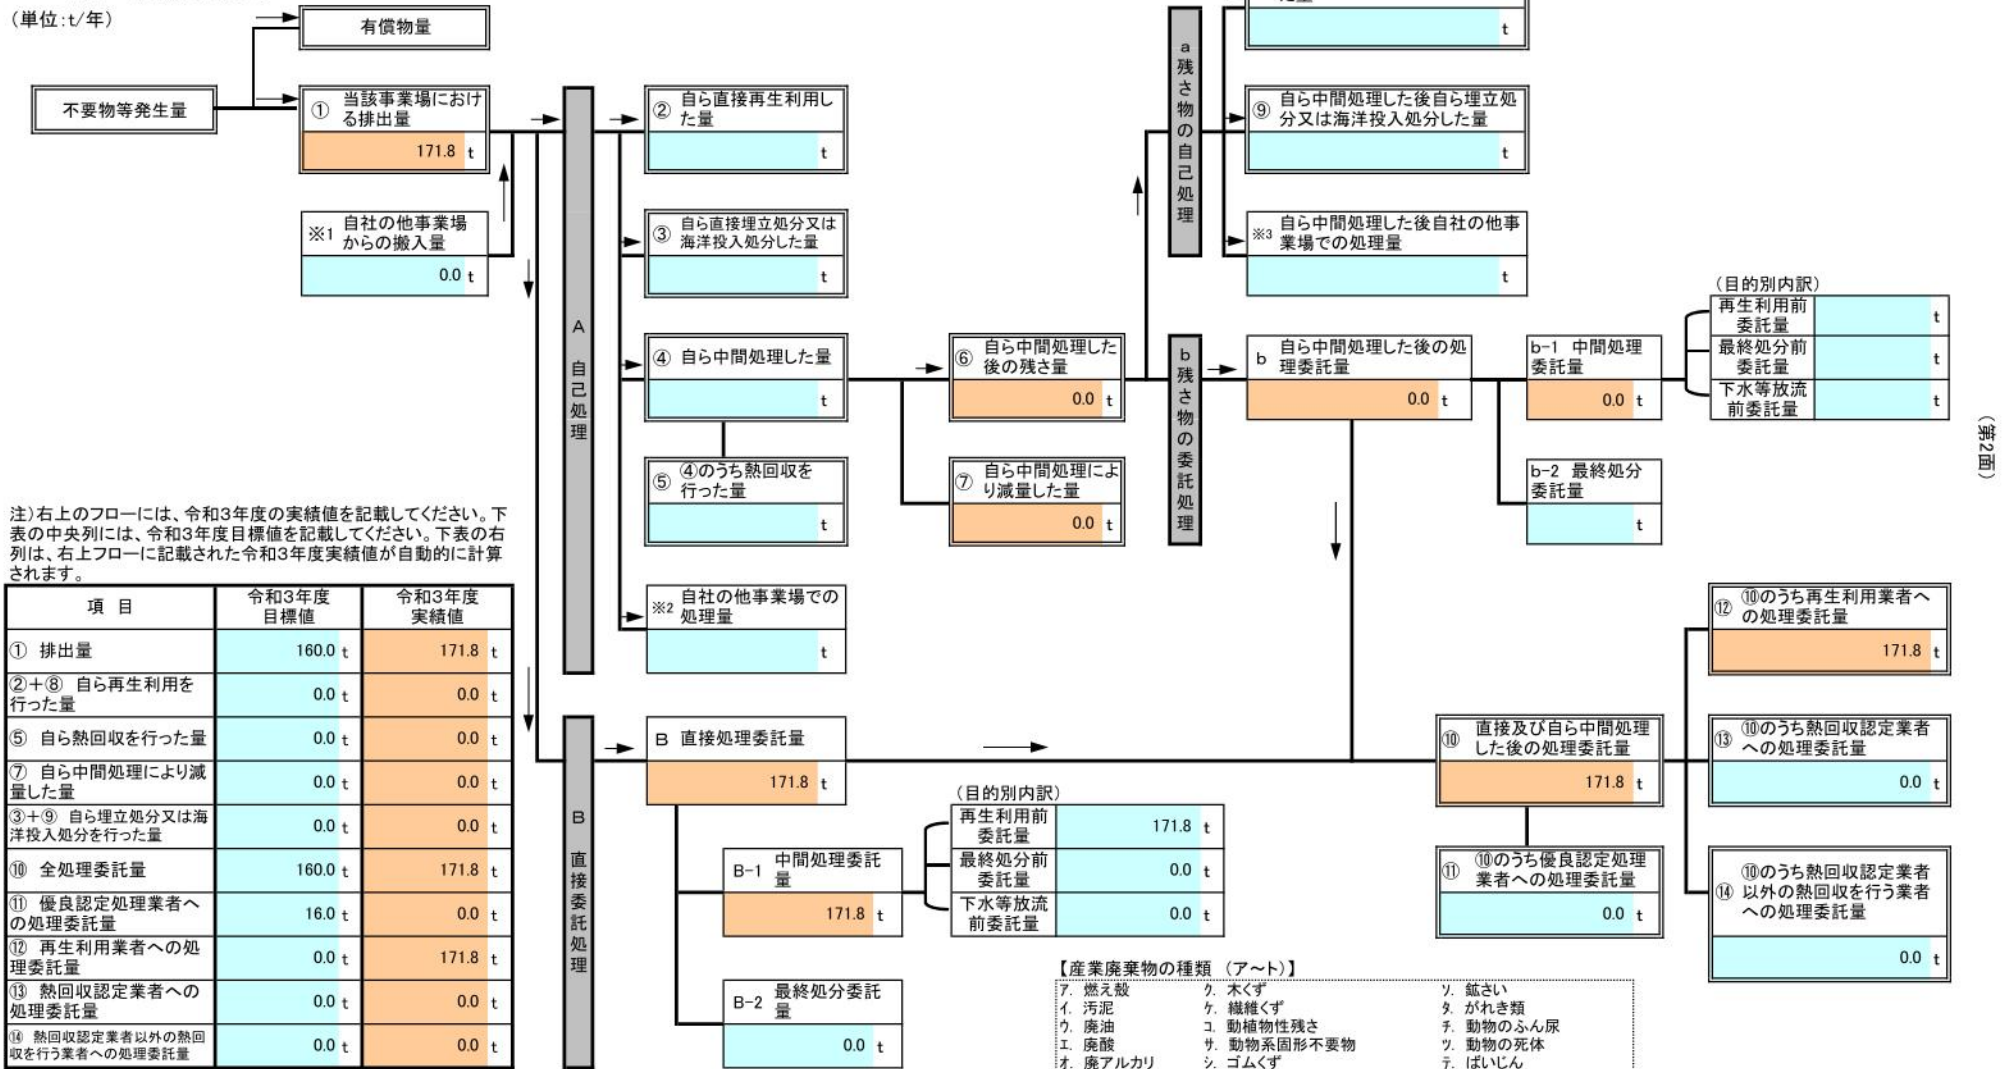 （単位:t/年）
有償物量
不要物等発生量
① 当該事業場におけ
る排出量
171.8 t
※1 自社の他事業場
からの搬入量
0.0 t
A 自己処理
② 自ら直接再生利用し
た量
t
③ 自ら直接埋立処分又は
海洋投入処分した量
t
④ 自ら中間処理した量
t
⑤ ④のうち熱回収を
行った量
t
※2 自社の他事業場での
処理量
t
⑥ 自ら中間処理した
後の残さ量
0.0 t
⑦ 自ら中間処理によ
り減量した量
0.0 t
a 残さ物の自己処理
t
⑨ 自ら中間処理した後自ら埋立処
分又は海洋投入処分した量
t
※3 自ら中間処理した後自社の他事
業場での処理量
t
b 残さ物の委託処理
b 自ら中間処理した後の処
理委託量
0.0 t
b-1 中間処理
委託量
0.0 t
（目的別内訳）
再生利用前
委託量 t
最終処分前
委託量 t
下水等放流
前委託量 t
b-2 最終処分
委託量
t
（第2面）
注）右上のフローには、令和3年度の実績値を記載してください。下
表の中央列には、令和3年度目標値を記載してください。下表の右
列は、右上フローに記載された令和3年度実績値が自動的に計算
されます。
項 目 令和3年度 目標値 令和3年度 実績値
① 排出量 160.0 t 171.8 t
②＋⑧ 自ら再生利用を
行った量 0.0 t 0.0 t
⑤ 自ら熱回収を行った量 0.0 t 0.0 t
⑦ 自ら中間処理により減
量した量 0.0 t 0.0 t
③＋⑨ 自ら埋立処分又は海
洋投入処分を行った量 0.0 t 0.0 t
⑩ 全処理委託量 160.0 t 171.8 t
⑪ 優良認定処理業者へ
の処理委託量 16.0 t 0.0 t
⑫ 再生利用業者への処
理委託量 0.0 t 171.8 t
⑬ 熱回収認定業者への
処理委託量 0.0 t 0.0 t
⑭ 熱回収認定業者以外の熱回
収を行う業者への処理委託量 0.0 t 0.0 t
B 直接委託処理
B 直接処理委託量
171.8 t
B-1 中間処理委託
量
171.8 t
（目的別内訳）
再生利用前
委託量 171.8 t
最終処分前
委託量 0.0 t
下水等放流
前委託量 0.0 t
B-2 最終処分委託
量
0.0 t
⑩ 直接及び自ら中間処理
した後の処理委託量
171.8 t
⑪ ⑩のうち優良認定処理
業者への処理委託量
0.0 t
⑫ ⑩のうち再生利用業者へ
の処理委託量
171.8 t
⑬ ⑩のうち熱回収認定業者
への処理委託量
0.0 t
⑭ ⑩のうち熱回収認定業者
以外の熱回収を行う業者
への処理委託量
0.0 t
【産業廃棄物の種類 （ア～ト）】
ア. 燃え殻 ク. 木くず ソ. 鉱さい
イ. 汚泥 ケ. 繊維くず タ. がれき類
ウ. 廃油 コ. 動植物性残さ チ. 動物のふん尿
エ. 廃酸 サ. 動物系固形不要物 ツ. 動物の死体
オ. 廃アルカリ シ. ゴムくず テ. ばいじん